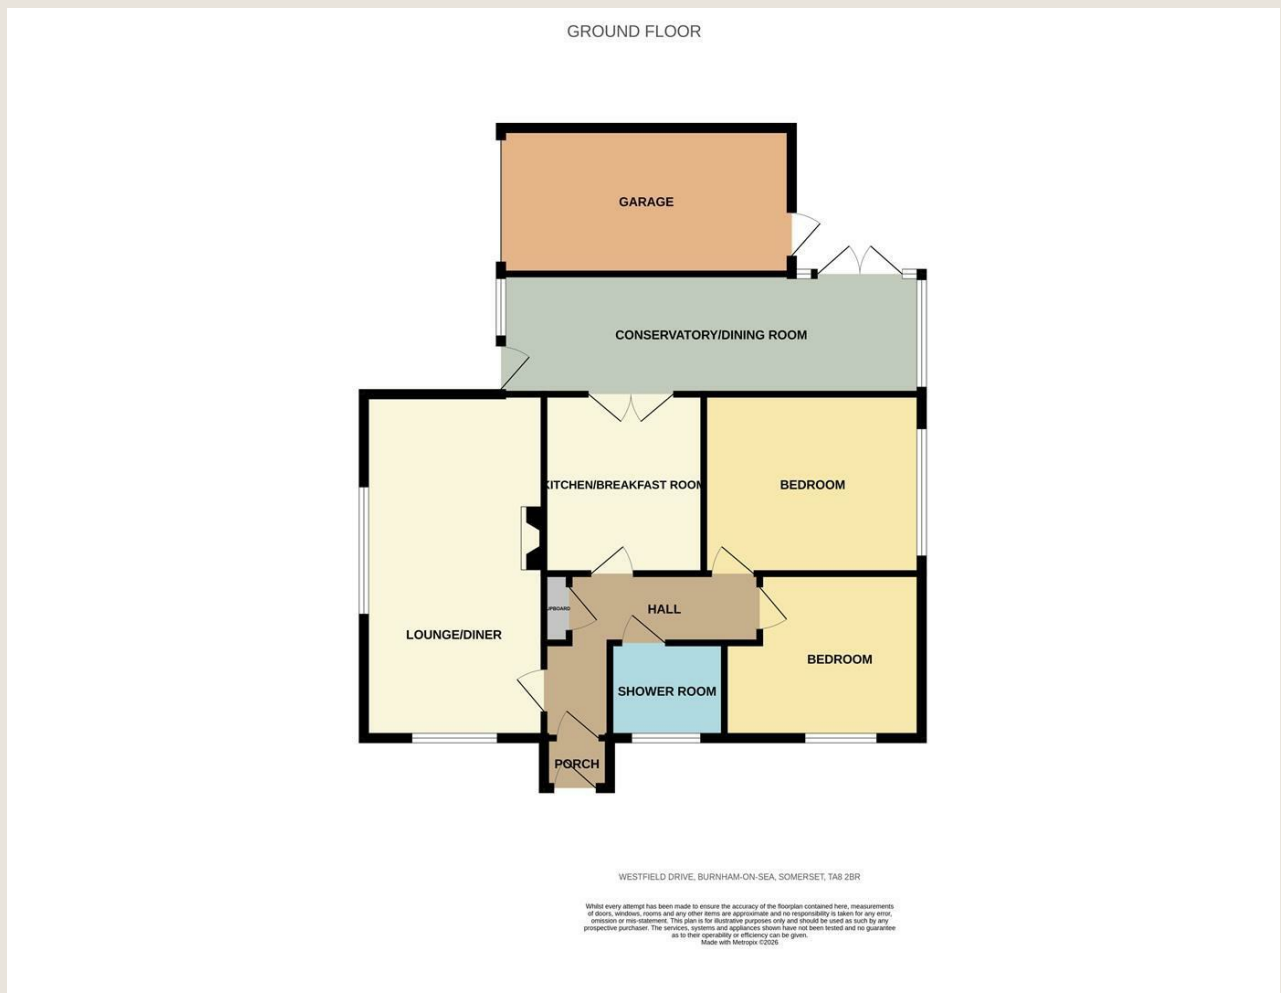 GROUND FLOOR
GARAGE
CONSERVATORY/DINING ROOM
KITCHEN/BREAKFAST ROOM
BEDROOM
HALL
LOUNGE/DINER
BEDROOM
SHOWER ROOM
PORCH
WESTFIELD DRIVE, BURNHAM-ON-SEA, SOMERSET, TA8 2BR
Whilst every attempt has been made to ensure the accuracy of the floorplan contained here, measurements
of doors, windows, rooms and any other items are approximate and no responsibility is taken for any error,
omission or mis-statement. This plan is for illustrative purposes only and should be used as such by any
prospective purchaser. The services, systems and appliances shown have not been tested and no guarantee
as to their operability or efficiency can be given.
Made with Metropix ©2026